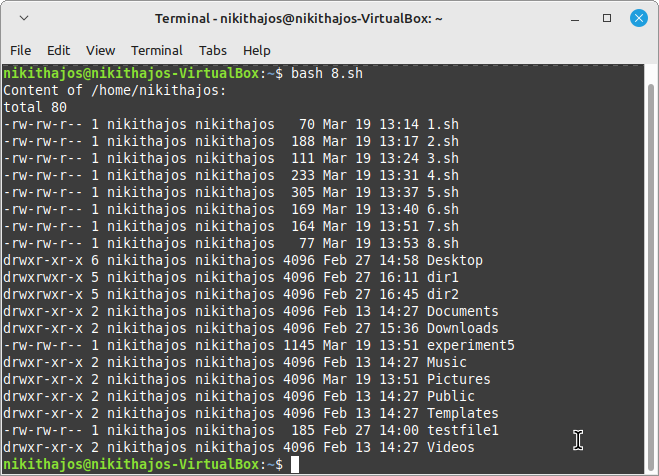 Terminal - nikithajos@nikithajos-VirtualBox: ~
File Edit View Terminal Tabs Help
nikithajos@nikithajos-VirtualBox:~$ bash 8.sh
Content of /home/nikithajos:
total 80
-rw-rw-r-- 1 nikithajos nikithajos   70 Mar 19 13:14 1.sh
-rw-rw-r-- 1 nikithajos nikithajos  188 Mar 19 13:17 2.sh
-rw-rw-r-- 1 nikithajos nikithajos  111 Mar 19 13:24 3.sh
-rw-rw-r-- 1 nikithajos nikithajos  233 Mar 19 13:31 4.sh
-rw-rw-r-- 1 nikithajos nikithajos  305 Mar 19 13:37 5.sh
-rw-rw-r-- 1 nikithajos nikithajos  169 Mar 19 13:40 6.sh
-rw-rw-r-- 1 nikithajos nikithajos  164 Mar 19 13:51 7.sh
-rw-rw-r-- 1 nikithajos nikithajos   77 Mar 19 13:53 8.sh
drwxr-xr-x 6 nikithajos nikithajos 4096 Feb 27 14:58 Desktop
drwxrwxr-x 5 nikithajos nikithajos 4096 Feb 27 16:11 dir1
drwxrwxr-x 5 nikithajos nikithajos 4096 Feb 27 16:45 dir2
drwxr-xr-x 2 nikithajos nikithajos 4096 Feb 13 14:27 Documents
drwxr-xr-x 2 nikithajos nikithajos 4096 Feb 27 15:36 Downloads
-rw-rw-r-- 1 nikithajos nikithajos 1145 Mar 19 13:51 experiment5
drwxr-xr-x 2 nikithajos nikithajos 4096 Feb 13 14:27 Music
drwxr-xr-x 2 nikithajos nikithajos 4096 Mar 19 13:51 Pictures
drwxr-xr-x 2 nikithajos nikithajos 4096 Feb 13 14:27 Public
drwxr-xr-x 2 nikithajos nikithajos 4096 Feb 13 14:27 Templates
-rw-rw-r-- 1 nikithajos nikithajos  185 Feb 27 14:00 testfile1
drwxr-xr-x 2 nikithajos nikithajos 4096 Feb 13 14:27 Videos
nikithajos@nikithajos-VirtualBox:~$